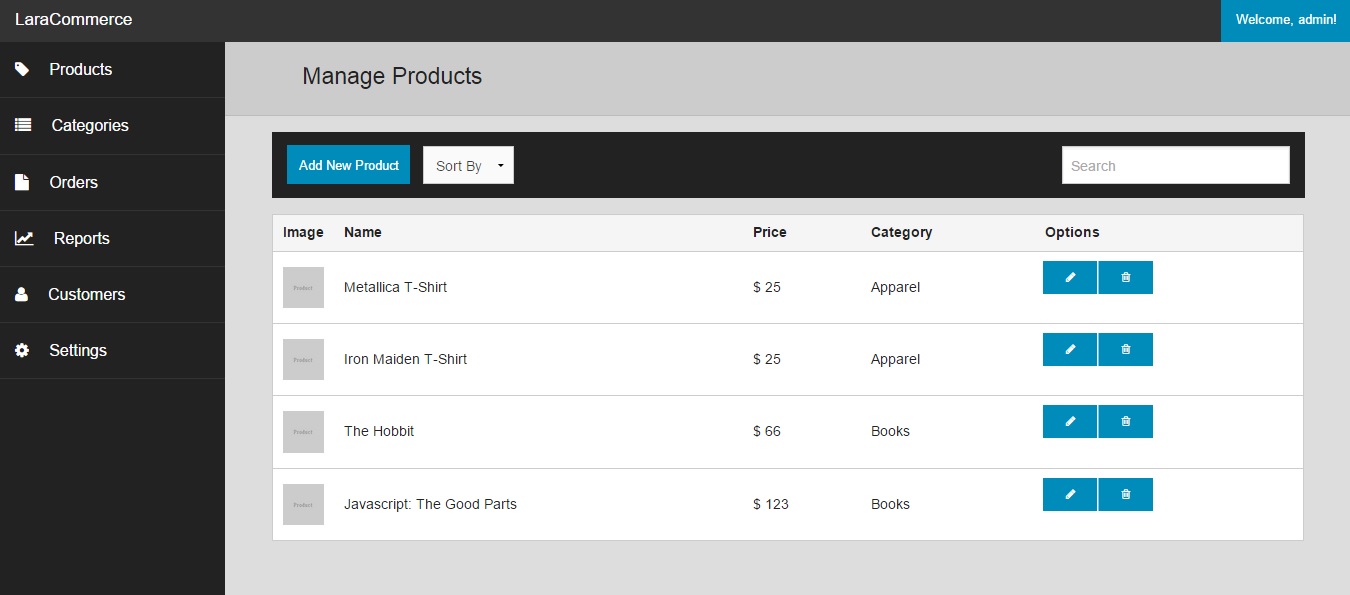 LaraCommerce
Welcome, admin!
Products
Categories
Orders
Reports
Customers
Settings
Manage Products
Add New Product
Sort By
Search
Image Name Price Category Options
Product Metallica T-Shirt $ 25 Apparel
Product Iron Maiden T-Shirt $ 25 Apparel
Product The Hobbit $ 66 Books
Product Javascript: The Good Parts $ 123 Books